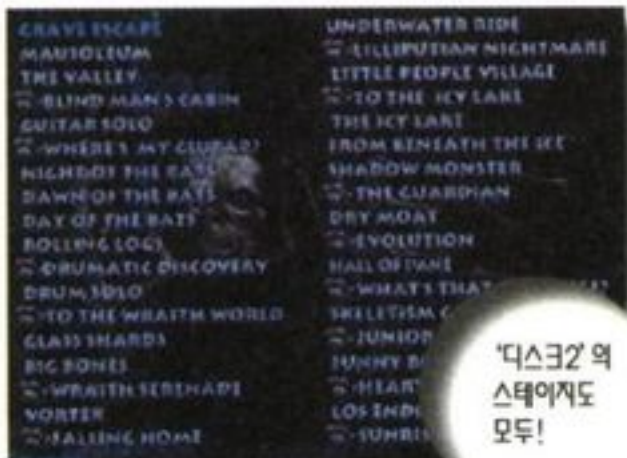 GRAVE ESCAPE
MAUSOLEUM
THE VALLEY
-BLIND MAN'S CABIN
GUITAR SOLO
-WHERE'S MY GUITAR?
NIGHT OF THE BATS
DAWN OF THE BATS
DAY OF THE BATS
ROLLING LOGS
-DRUMATIC DISCOVERY
DRUM SOLO
-TO THE WRAITH WORLD
GLASS SHARDS
BIG BONES
-WRAITH SERENADE
VORTEX
-FALLING HOME
UNDERWATER RIDE
-LILLIPUTIAN NIGHTMARE
LITTLE PEOPLE VILLAGE
-TO THE ICY LAKE
THE ICY LAKE
FROM BENEATH THE ICE
SHADOW MONSTER
-THE GUARDIAN
DRY MOAT
-EVOLUTION
HALL OF
-WHAT'S THAT
-JUNIOR
-HEART
LOS
-SUNRIS
'디스크2' 의
스테이지도
모두!